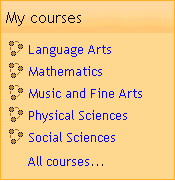 My courses
Language Arts
Mathematics
Music and Fine Arts
Physical Sciences
Social Sciences
All courses...